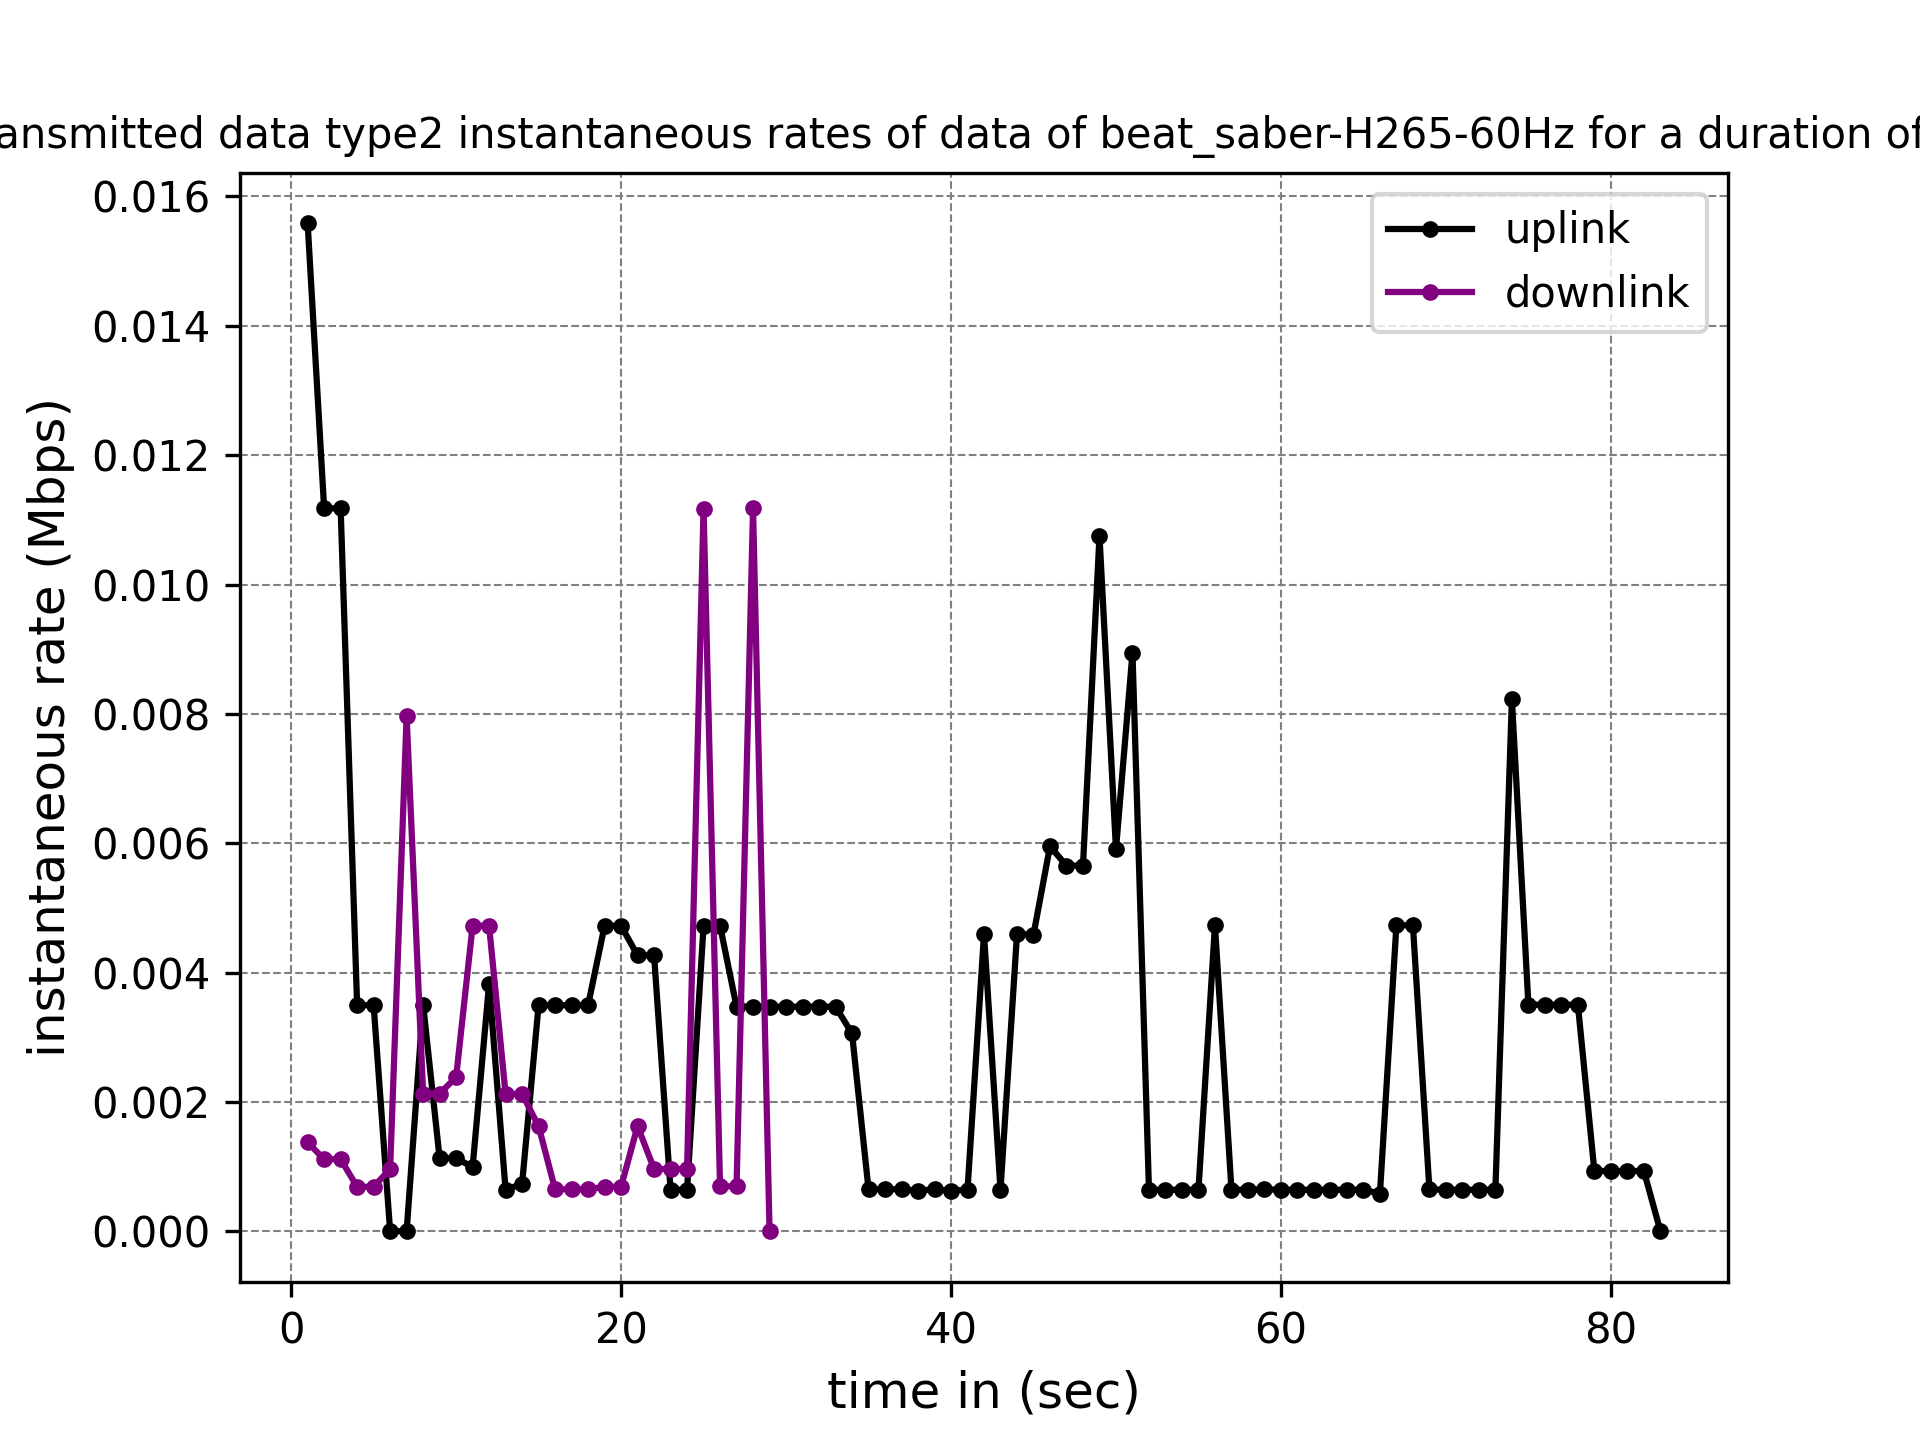 ansmitted data type2 instantaneous rates of data of beat_saber-H265-60Hz for a duration of
0.016
0.014
0.012
0.010
0.008
0.006
0.004
0.002
0.000
instantaneous rate (Mbps)
uplink
downlink
0 20 40 60 80
time in (sec)